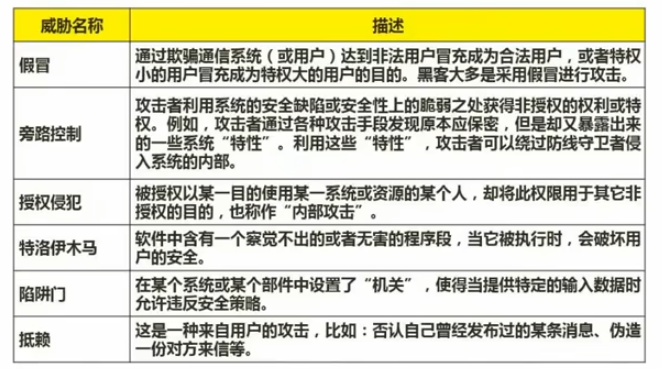 威胁名称 描述
假冒 通过欺骗通信系统（或用户）达到非法用户冒充成为合法用户，或者特权
小的用户冒充成为特权大的用户的目的。黑客大多是采用假冒进行攻击。
攻击者利用系统的安全缺陷或安全性上的脆弱之处获得非授权的权利或特
权。例如，攻击者通过各种攻击手段发现原本应保密，但是却又暴露出来
旁路控制 的一些系统“特性”。利用这些“特性”，攻击者可以绕过防线守卫者侵
入系统的内部。
授权侵犯 被授权以某一目的使用某一系统或资源的某个人，却将此权限用于其它非
授权的目的，也称作“内部攻击”。
特洛伊木马 软件中含有一个察觉不出的或者无害的程序段，当它被执行时，会破坏用
户的安全。
陷阱门 在某个系统或某个部件中设置了“机关”，使得当提供特定的输入数据时
允许违反安全策略。
抵赖 这是一种来自用户的攻击，比如：否认自己曾经发布过的某条消息、伪造
一份对方来信等。